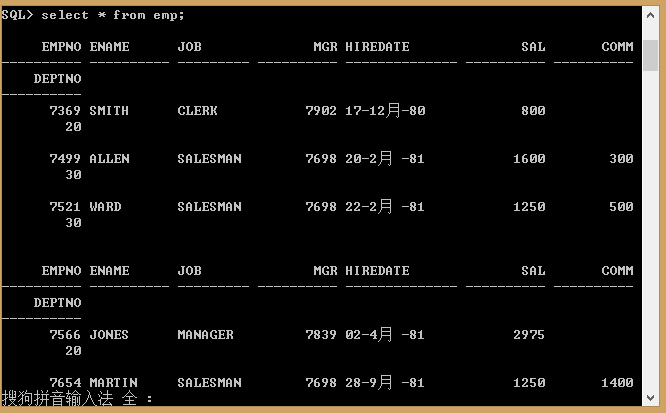 SQL> select * from emp;
EMPNO ENAME JOB MGR HIREDATE SAL COMM
---------- ---------- --------- ---------- -------------- ---------- ----------
DEPTNO
----------
7369 SMITH CLERK 7902 17-12月-80 800
20
7499 ALLEN SALESMAN 7698 20-2月 -81 1600 300
30
7521 WARD SALESMAN 7698 22-2月 -81 1250 500
30
EMPNO ENAME JOB MGR HIREDATE SAL COMM
---------- ---------- --------- ---------- -------------- ---------- ----------
DEPTNO
----------
7566 JONES MANAGER 7839 02-4月 -81 2975
20
7654 MARTIN SALESMAN 7698 28-9月 -81 1250 1400
搜狗拼音输入法 全 :